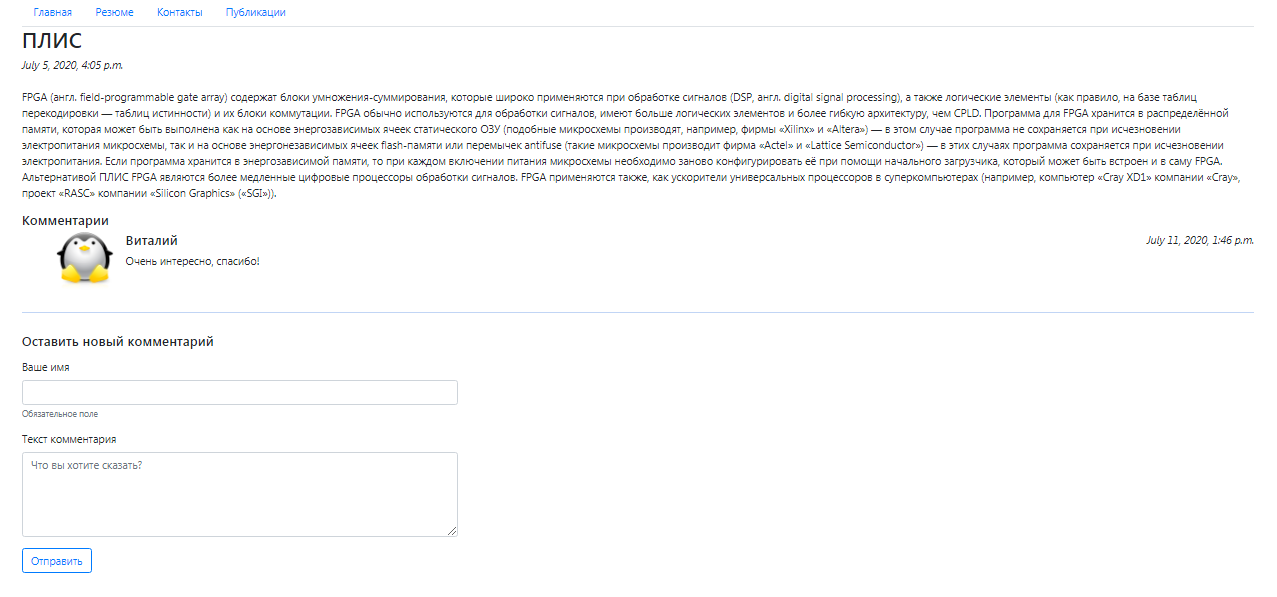 Главная Резюме Контакты Публикации
ПЛИС
July 5, 2020, 4:05 p.m.
FPGA (англ. field-programmable gate array) содержат блоки умножения-суммирования, которые широко применяются при обработке сигналов (DSP, англ. digital signal processing), а также логические элементы (как правило, на базе таблиц
перекодировки — таблиц истинности) и их блоки коммутации. FPGA обычно используются для обработки сигналов, имеют больше логических элементов и более гибкую архитектуру, чем CPLD. Программа для FPGA хранится в распределённой
памяти, которая может быть выполнена как на основе энергозависимых ячеек статического ОЗУ (подобные микросхемы производят, например, фирмы «Xilinx» и «Altera») — в этом случае программа не сохраняется при исчезновении
электропитания микросхемы, так и на основе энергонезависимых ячеек flash-памяти или перемычек antifuse (такие микросхемы производит фирма «Actel» и «Lattice Semiconductor») — в этих случаях программа сохраняется при исчезновении
электропитания. Если программа хранится в энергозависимой памяти, то при каждом включении питания микросхемы необходимо заново конфигурировать её при помощи начального загрузчика, который может быть встроен и в саму FPGA.
Альтернативой ПЛИС FPGA являются более медленные цифровые процессоры обработки сигналов. FPGA применяются также, как ускорители универсальных процессоров в суперкомпьютерах (например, компьютер «Cray XD1» компании «Cray»,
проект «RASC» компании «Silicon Graphics» («SGI»)).
Комментарии
Виталий July 11, 2020, 1:46 p.m.
Очень интересно, спасибо!
Оставить новый комментарий
Ваше имя
Обязательное поле
Текст комментария
Что вы хотите сказать?
Отправить